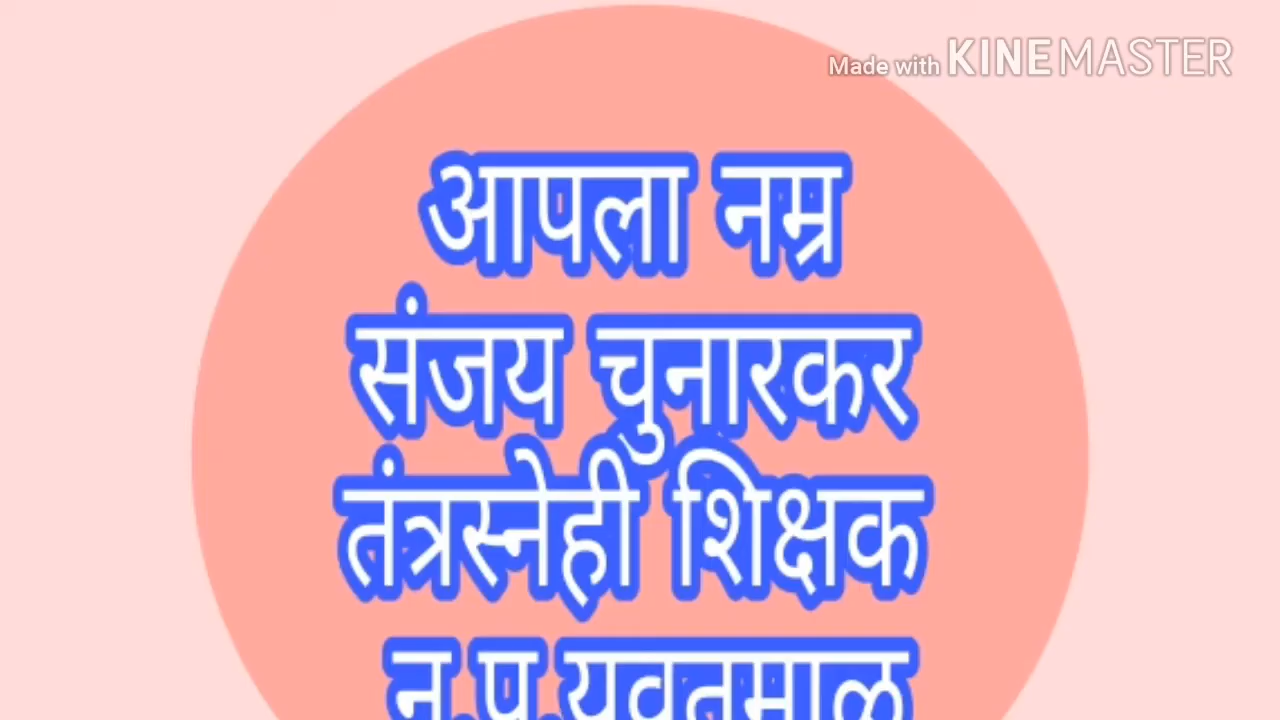 Made with KINEMASTER
आपला नम्र
संजय चुनारकर
तंत्रस्नेही शिक्षक
न.प.यवतमाळ